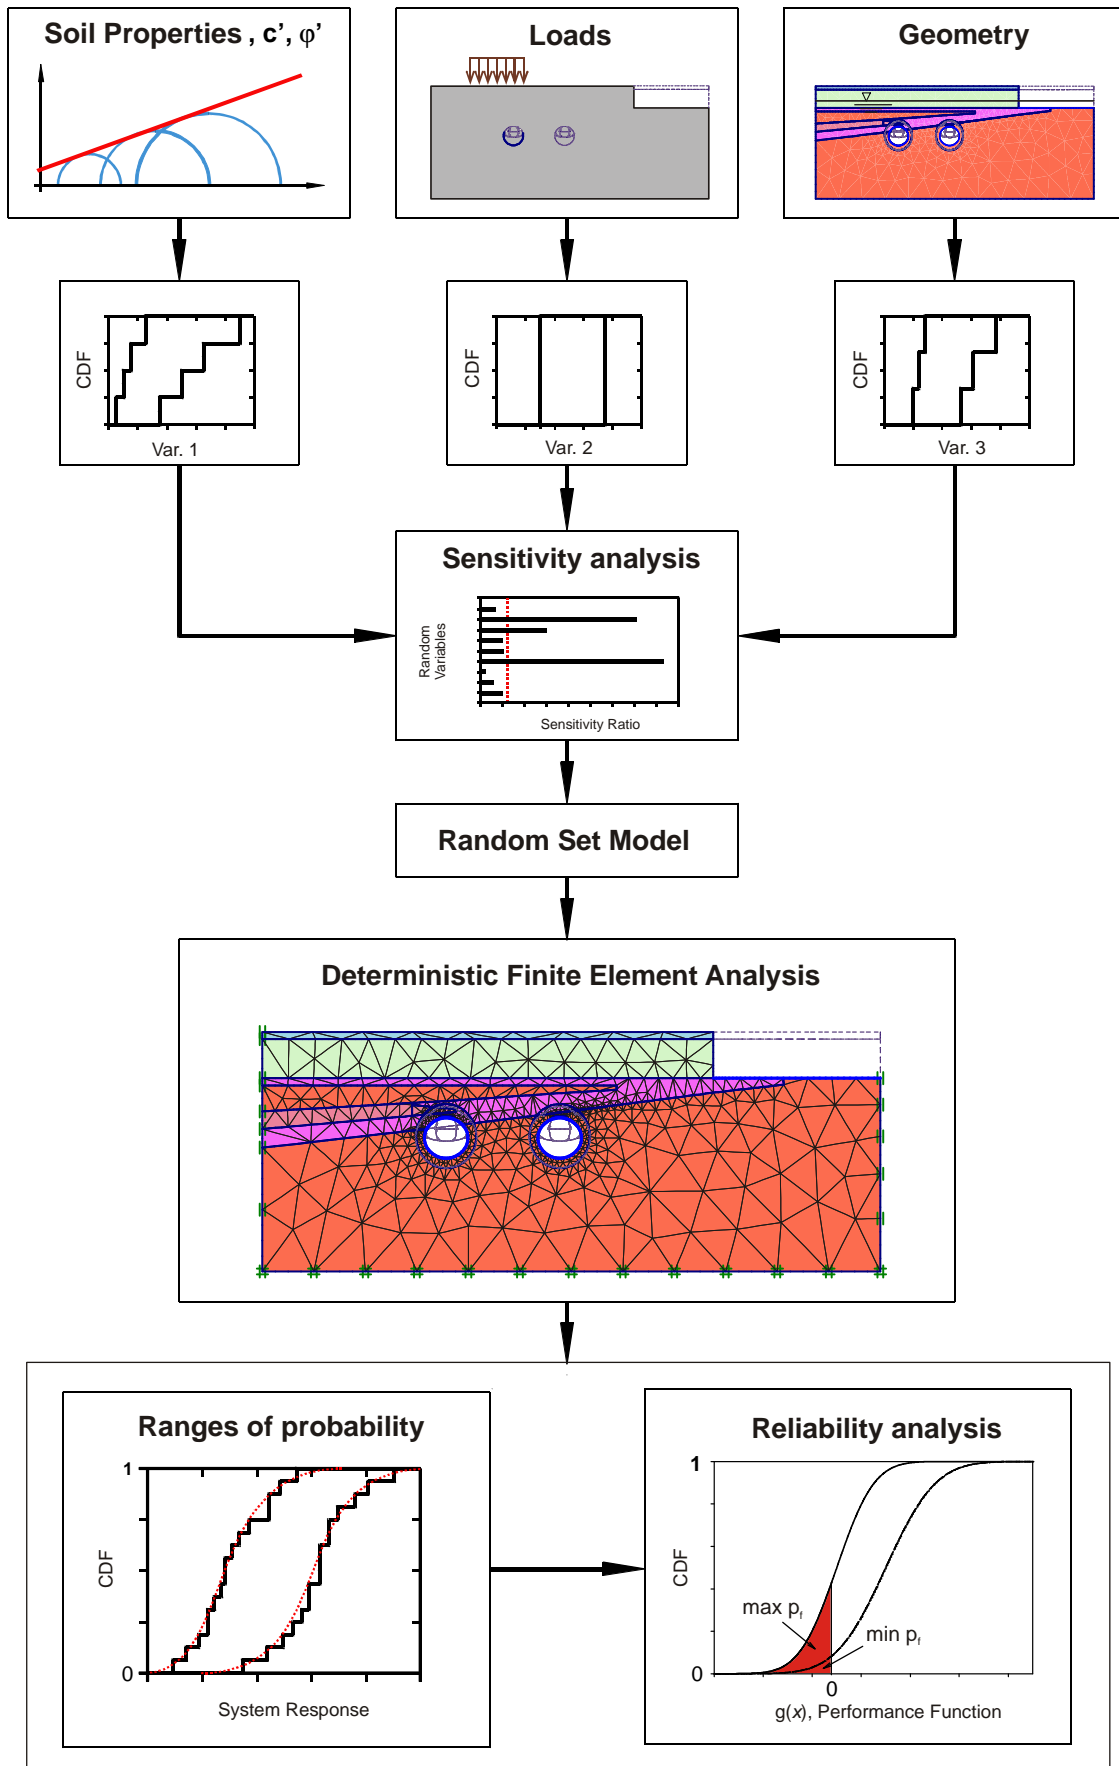 Soil Properties , c’, φ’
Loads
Geometry
CDF
Var. 1
CDF
Var. 2
CDF
Var. 3
Sensitivity analysis
Random
Variables
Sensitivity Ratio
Random Set Model
Deterministic Finite Element Analysis
Ranges of probability
1
CDF
0
System Response
Reliability analysis
1
CDF
max pf
min pf
0
0
g(x), Performance Function